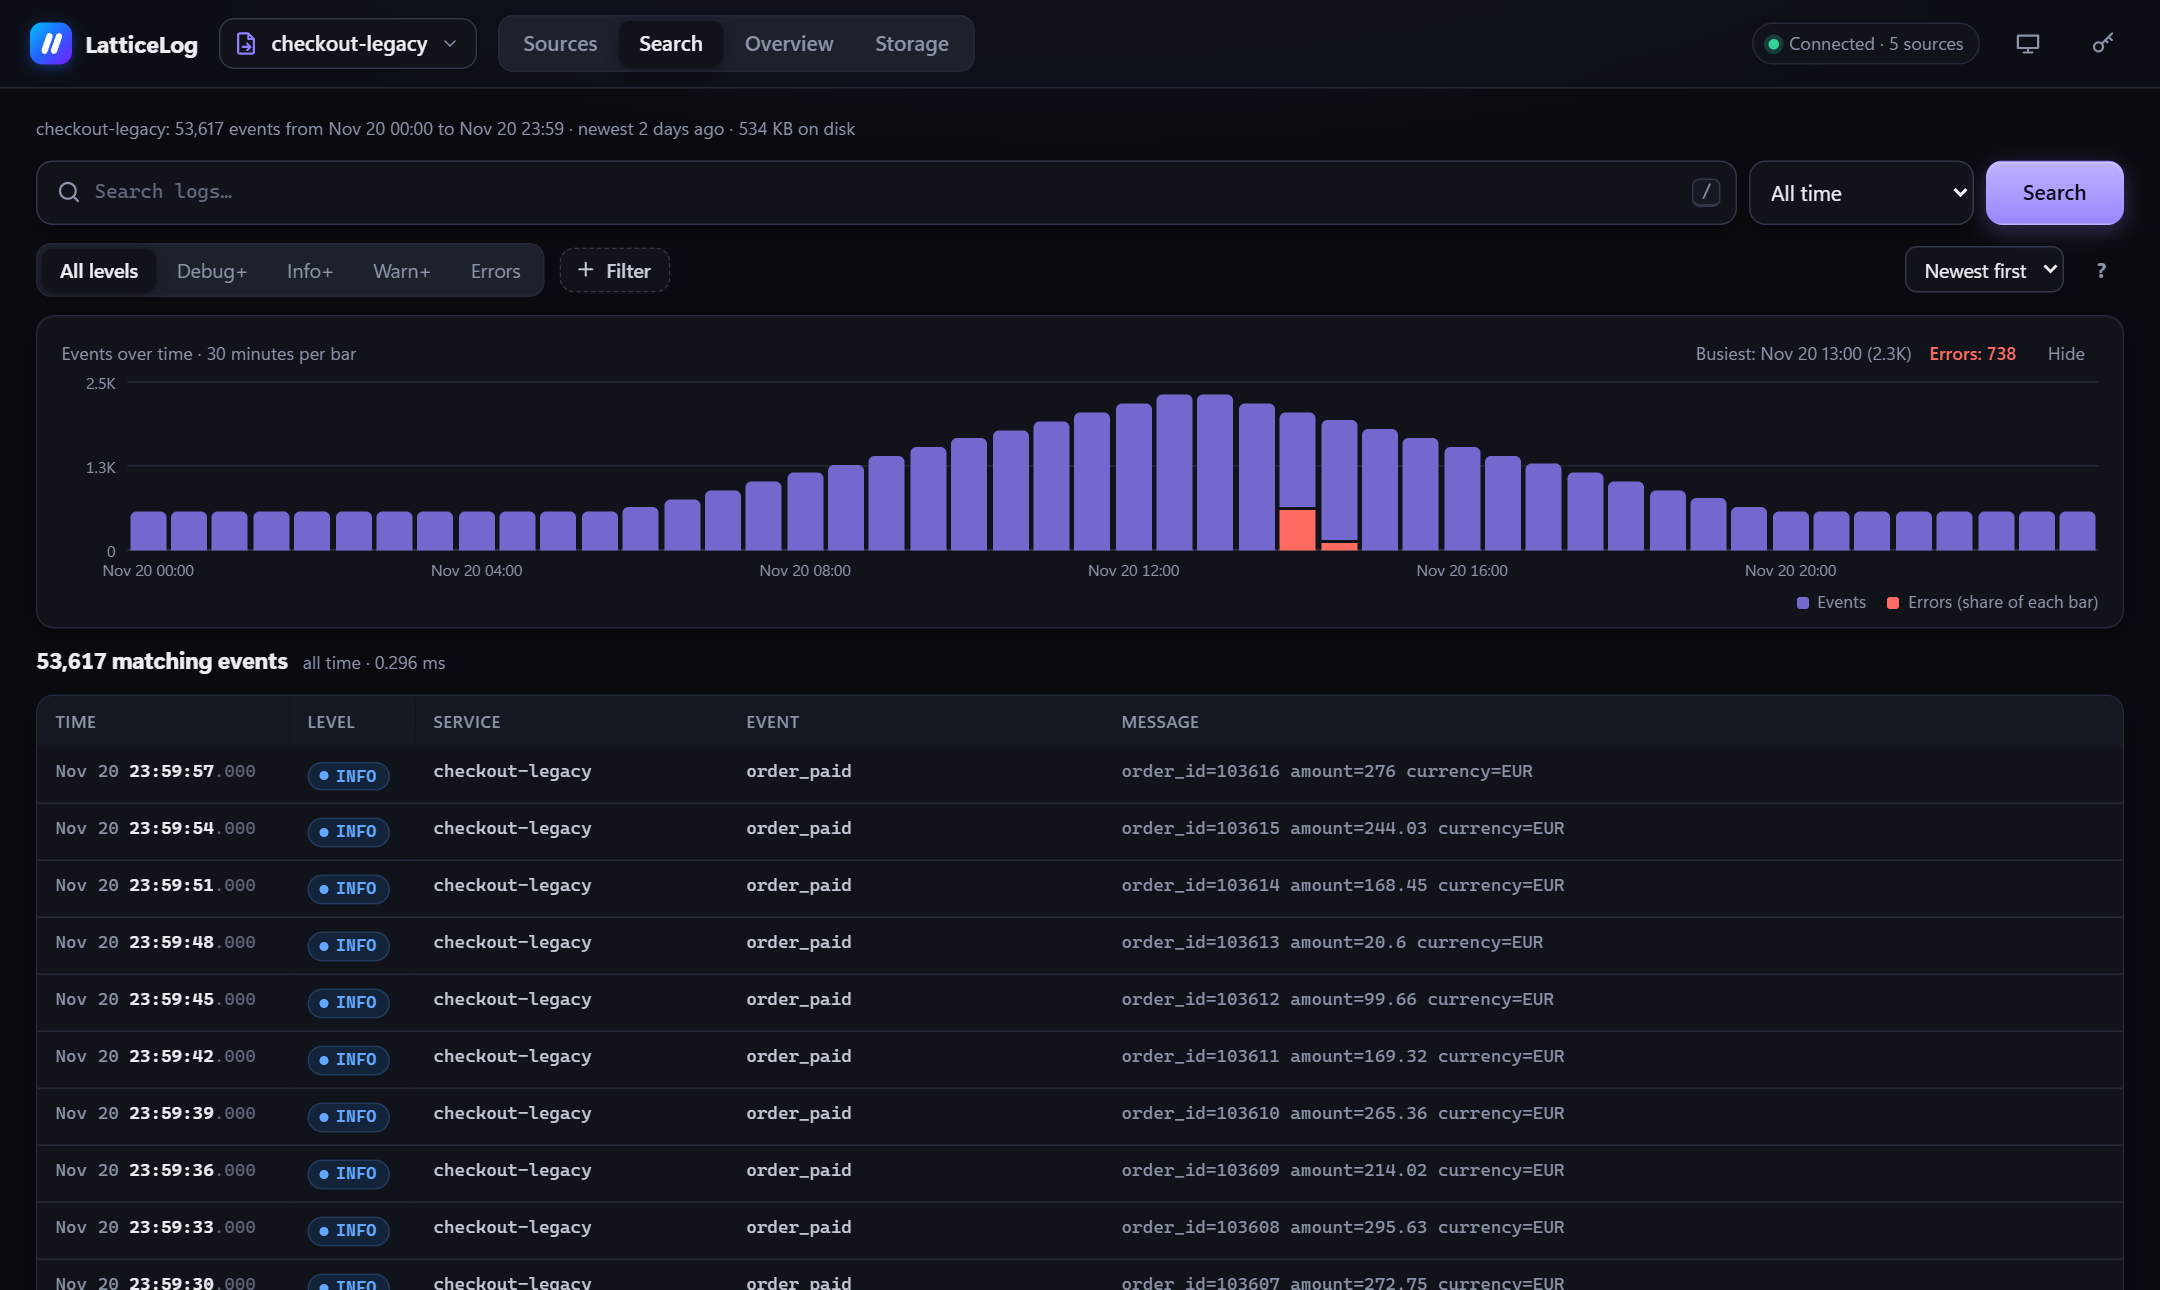 LatticeLog checkout-legacy Sources Search Overview Storage Connected · 5 sources
checkout-legacy: 53,617 events from Nov 20 00:00 to Nov 20 23:59 · newest 2 days ago · 534 KB on disk
Search logs… / All time Search
All levels Debug+ Info+ Warn+ Errors + Filter Newest first ?
Events over time · 30 minutes per bar Busiest: Nov 20 13:00 (2.3K) Errors: 738 Hide
2.5K
1.3K
0
Nov 20 00:00 Nov 20 04:00 Nov 20 08:00 Nov 20 12:00 Nov 20 16:00 Nov 20 20:00
Events Errors (share of each bar)
53,617 matching events all time · 0.296 ms
TIME LEVEL SERVICE EVENT MESSAGE
Nov 20 23:59:57.000 INFO checkout-legacy order_paid order_id=103616 amount=276 currency=EUR
Nov 20 23:59:54.000 INFO checkout-legacy order_paid order_id=103615 amount=244.03 currency=EUR
Nov 20 23:59:51.000 INFO checkout-legacy order_paid order_id=103614 amount=168.45 currency=EUR
Nov 20 23:59:48.000 INFO checkout-legacy order_paid order_id=103613 amount=20.6 currency=EUR
Nov 20 23:59:45.000 INFO checkout-legacy order_paid order_id=103612 amount=99.66 currency=EUR
Nov 20 23:59:42.000 INFO checkout-legacy order_paid order_id=103611 amount=169.32 currency=EUR
Nov 20 23:59:39.000 INFO checkout-legacy order_paid order_id=103610 amount=265.36 currency=EUR
Nov 20 23:59:36.000 INFO checkout-legacy order_paid order_id=103609 amount=214.02 currency=EUR
Nov 20 23:59:33.000 INFO checkout-legacy order_paid order_id=103608 amount=295.63 currency=EUR
Nov 20 23:59:30.000 INFO checkout-legacy order_paid order_id=103607 amount=272.75 currency=EUR